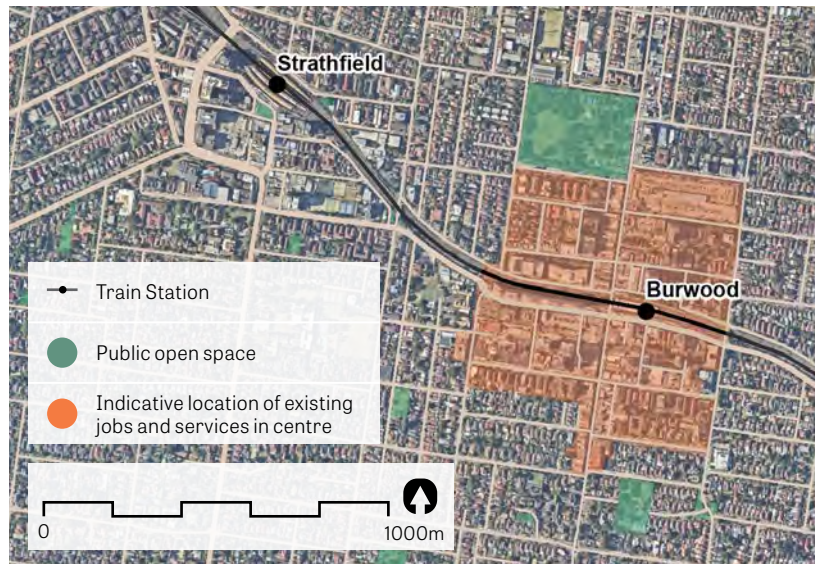 Strathfield
Burwood
Train Station
Public open space
Indicative location of existing
jobs and services in centre
0
1000m